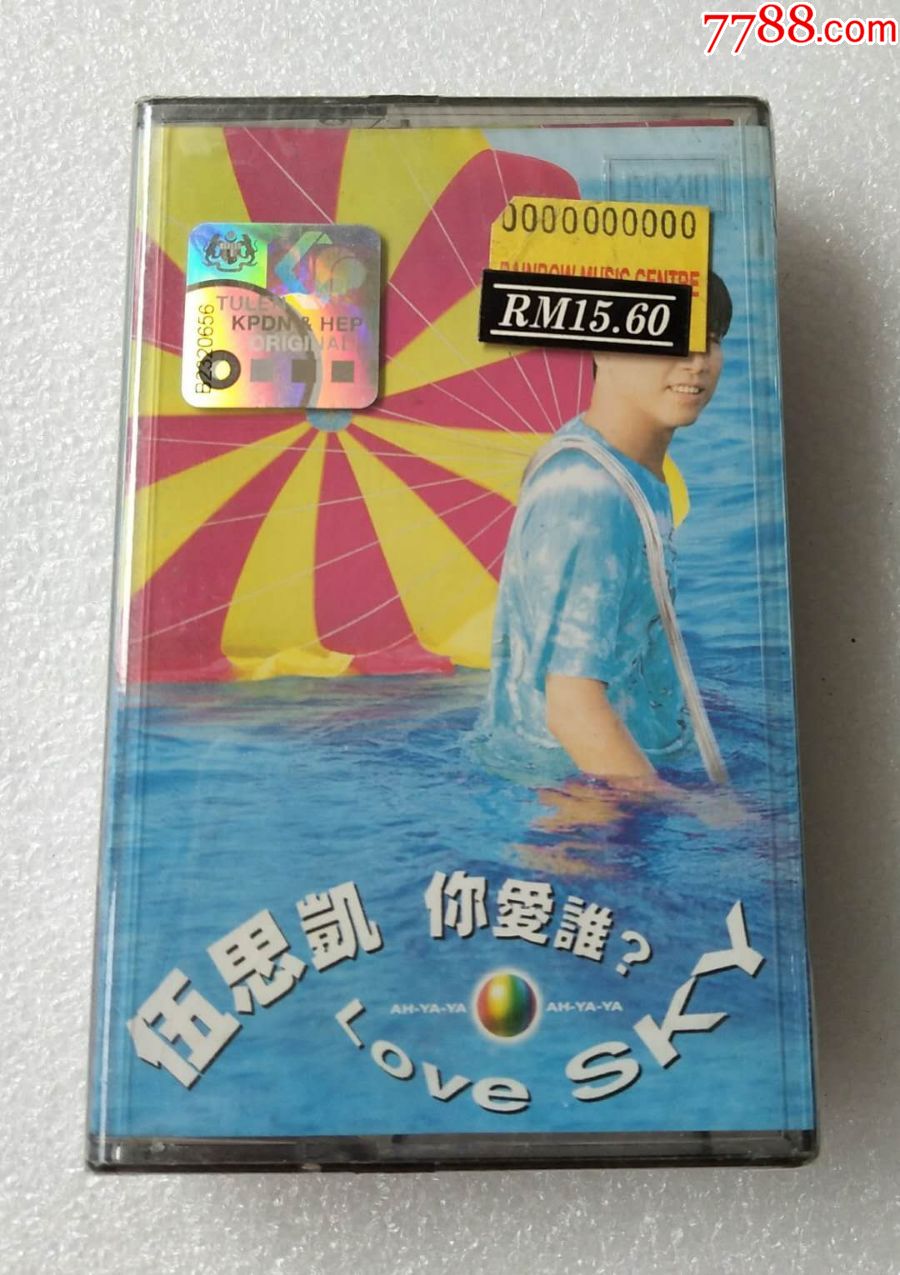 7788.com
0000000000
RAINBOW MUSIC CENTRE
RM15.60
TULEN
KPDN & HEP
ORIGINAL
B2320656
伍思凱 你愛誰?
AH-YA-YA AH-YA-YA
Love SKY